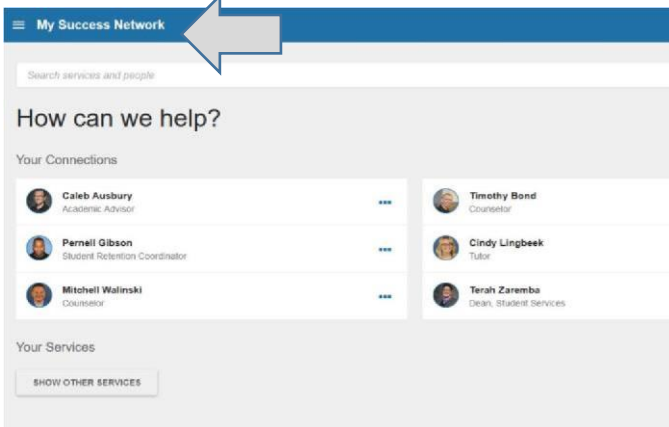 My Success Network
Search services and people
How can we help?
Your Connections
Caleb Ausbury
Academic Advisor
Timothy Bond
Counselor
Pernell Gibson
Student Retention Coordinator
Cindy Lingbeek
Tutor
Mitchell Walinski
Counselor
Terah Zaremba
Dean, Student Services
Your Services
SHOW OTHER SERVICES